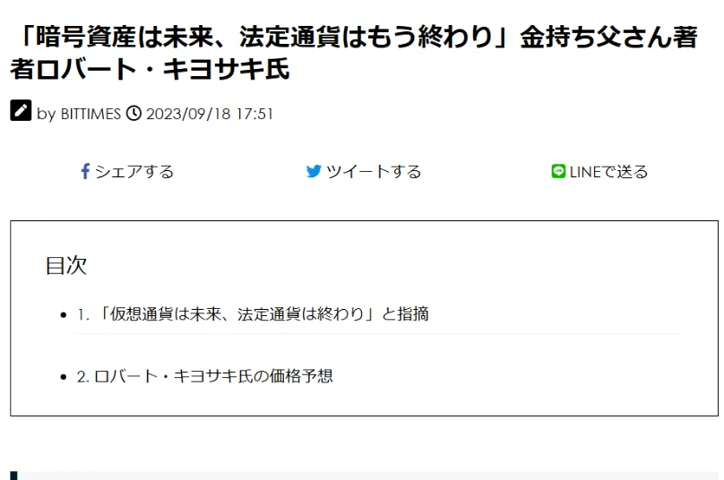 「暗号資産は未来、法定通貨はもう終わり」金持ち父さん著
者ロバート・キヨサキ氏
by BITTIMES 2023/09/18 17:51
シェアする ツイートする LINEで送る
目次
1. 「仮想通貨は未来、法定通貨は終わり」と指摘
2. ロバート・キヨサキ氏の価格予想